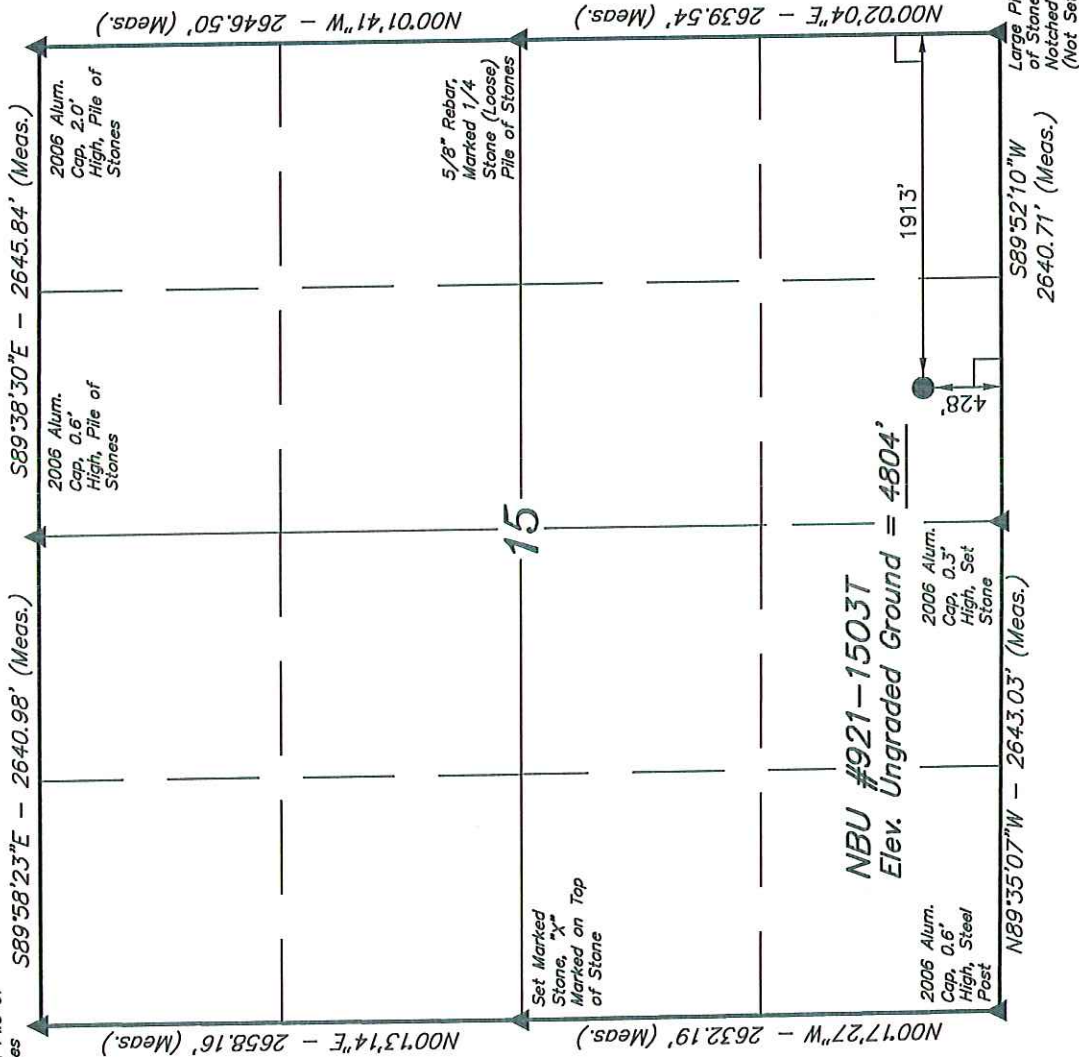 es
S89°58'23"E - 2640.98' (Meas.)
S89°38'30"E - 2645.84' (Meas.)
2006 Alum.
Cap, 0.6'
High, Pile of
Stones
2006 Alum.
Cap, 2.0'
High, Pile of
Stones
N00°13'14"E - 2658.16' (Meas.)
N00°01'41"W - 2646.50' (Meas.)
5/8" Rebar,
Marked 1/4
Stone (Loose)
Pile of Stones
15
Set Marked
Stone, "X"
Marked on Top
of Stone
N00°17'27"W - 2632.19' (Meas.)
N00°02'04"E - 2639.54' (Meas.)
1913'
428'
NBU #921-1503T
Elev. Ungraded Ground = 4804'
2006 Alum.
Cap, 0.6'
High, Steel
Post
2006 Alum.
Cap, 0.3'
High, Set
Stone
N89°35'07"W - 2643.03' (Meas.)
S89°52'10"W
2640.71' (Meas.)
Large Pi
of Stone
Notched
(Not Se